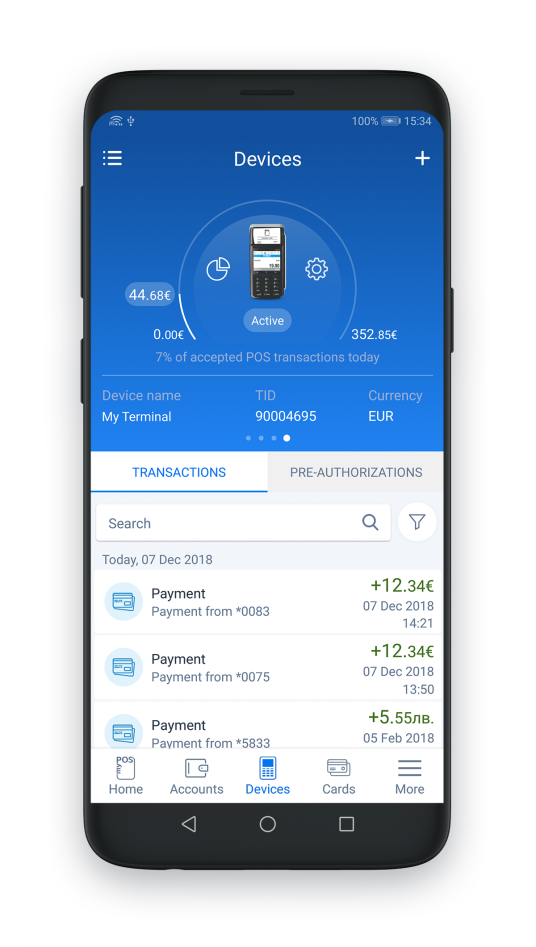 100% 15:34
Devices
44.68€
Active
0.00€ 352.85€
7% of accepted POS transactions today
Device name TID Currency
My Terminal 90004695 EUR
TRANSACTIONS PRE-AUTHORIZATIONS
Search
Today, 07 Dec 2018
Payment +12.34€
Payment from *0083 07 Dec 2018
14:21
Payment +12.34€
Payment from *0075 07 Dec 2018
13:50
Payment +5.55лв.
Payment from *5833 05 Feb 2018
POS
Home Accounts Devices Cards More